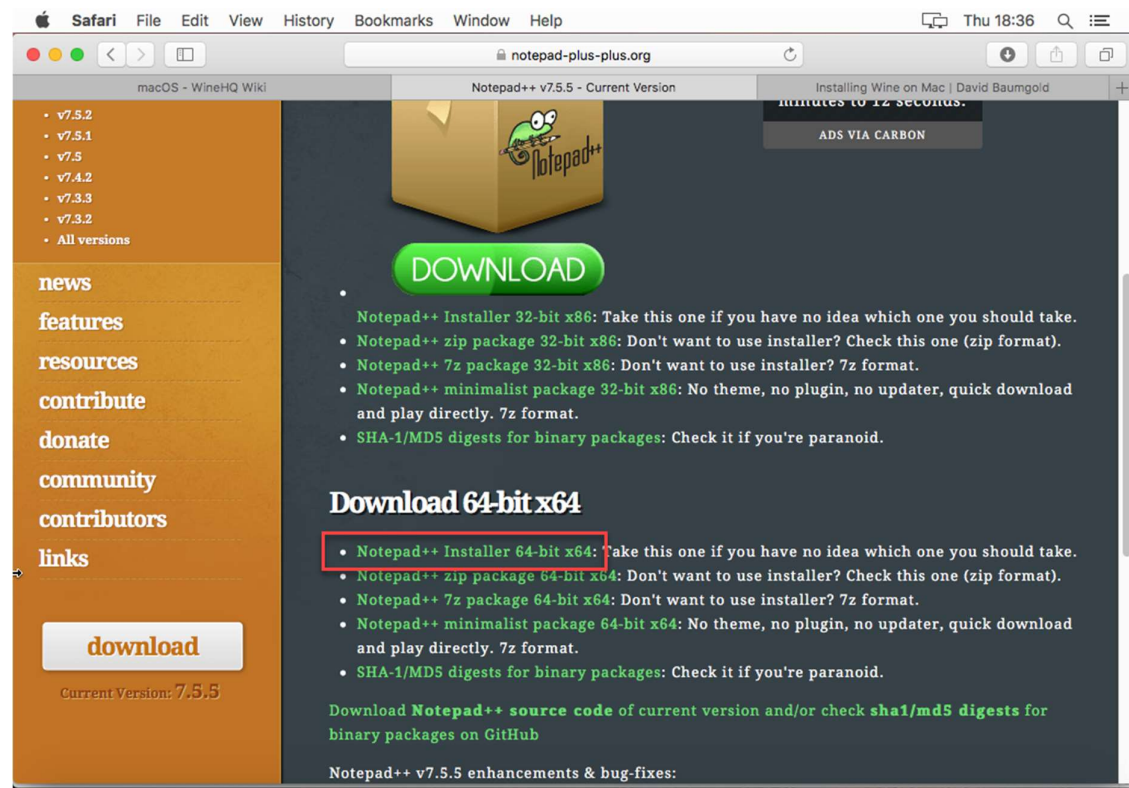 Safari File Edit View History Bookmarks Window Help Thu 18:36
notepad-plus-plus.org
macOS - WineHQ Wiki
Notepad++ v7.5.5 - Current Version
Installing Wine on Mac | David Baumgold
• v7.5.2
• v7.5.1
• v7.5
• v7.4.2
• v7.3.3
• v7.3.2
• All versions
news
features
resources
contribute
donate
community
contributors
links
download
Current Version: 7.5.5
Notepad++
minutes to 12 seconds.
ADS VIA CARBON
DOWNLOAD
•
Notepad++ Installer 32-bit x86: Take this one if you have no idea which one you should take.
• Notepad++ zip package 32-bit x86: Don't want to use installer? Check this one (zip format).
• Notepad++ 7z package 32-bit x86: Don't want to use installer? 7z format.
• Notepad++ minimalist package 32-bit x86: No theme, no plugin, no updater, quick download
and play directly. 7z format.
• SHA-1/MD5 digests for binary packages: Check it if you're paranoid.
Download 64-bit x64
• Notepad++ Installer 64-bit x64: Take this one if you have no idea which one you should take.
• Notepad++ zip package 64-bit x64: Don't want to use installer? Check this one (zip format).
• Notepad++ 7z package 64-bit x64: Don't want to use installer? 7z format.
• Notepad++ minimalist package 64-bit x64: No theme, no plugin, no updater, quick download
and play directly. 7z format.
• SHA-1/MD5 digests for binary packages: Check it if you're paranoid.
Download Notepad++ source code of current version and/or check sha1/md5 digests for
binary packages on GitHub
Notepad++ v7.5.5 enhancements & bug-fixes: